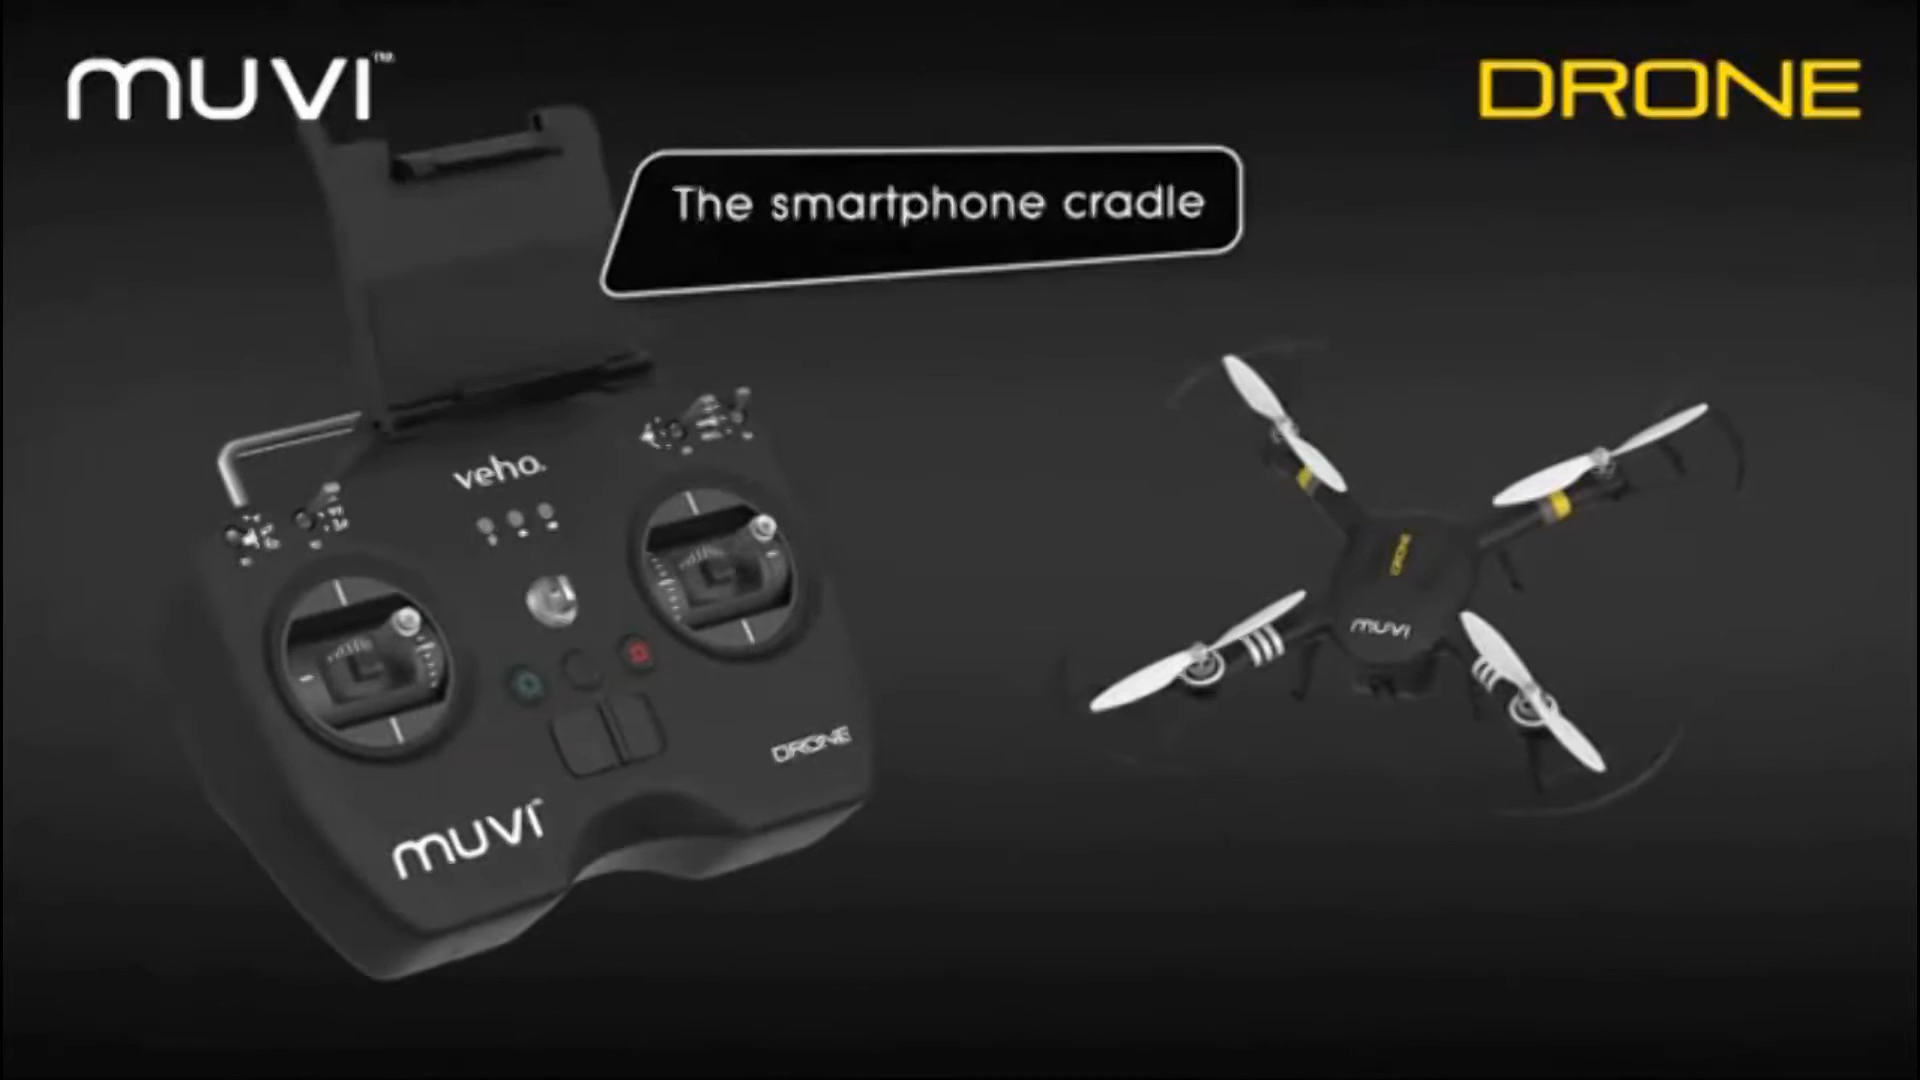 muvi™
DRONE
The smartphone cradle
veho.
DRONE
muvi
DRONE
muvi